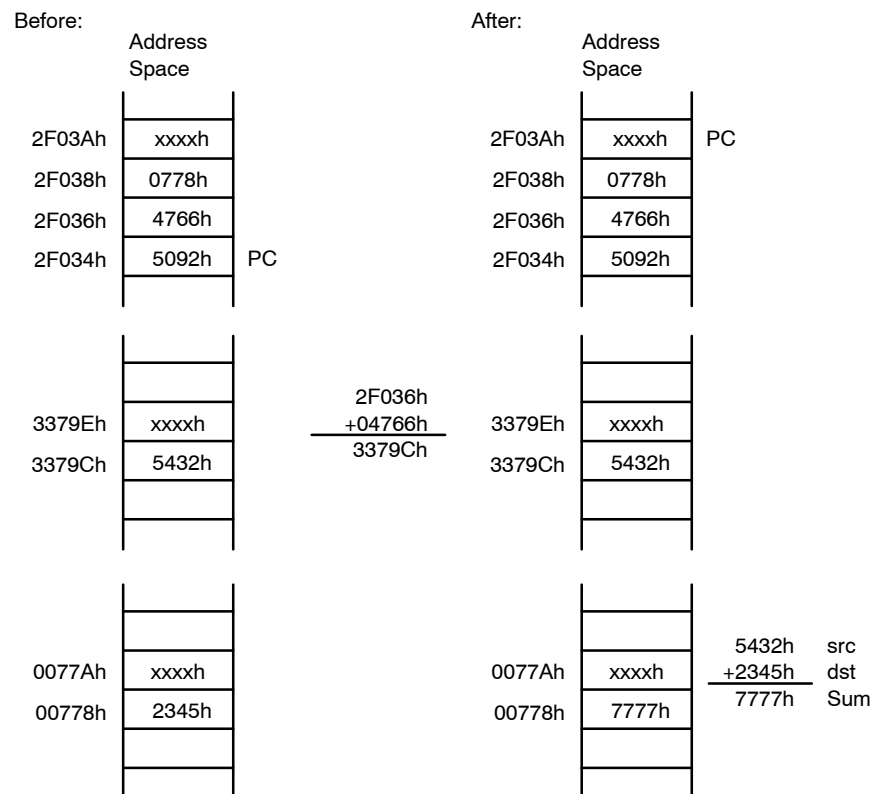 Before:
Address
Space
2F03Ah xxxxh
2F038h 0778h
2F036h 4766h
2F034h 5092h PC
3379Eh xxxxh
3379Ch 5432h
2F036h
+04766h
3379Ch
0077Ah xxxxh
00778h 2345h
After:
Address
Space
2F03Ah xxxxh PC
2F038h 0778h
2F036h 4766h
2F034h 5092h
3379Eh xxxxh
3379Ch 5432h
0077Ah xxxxh
00778h 7777h
5432h src
+2345h dst
7777h Sum